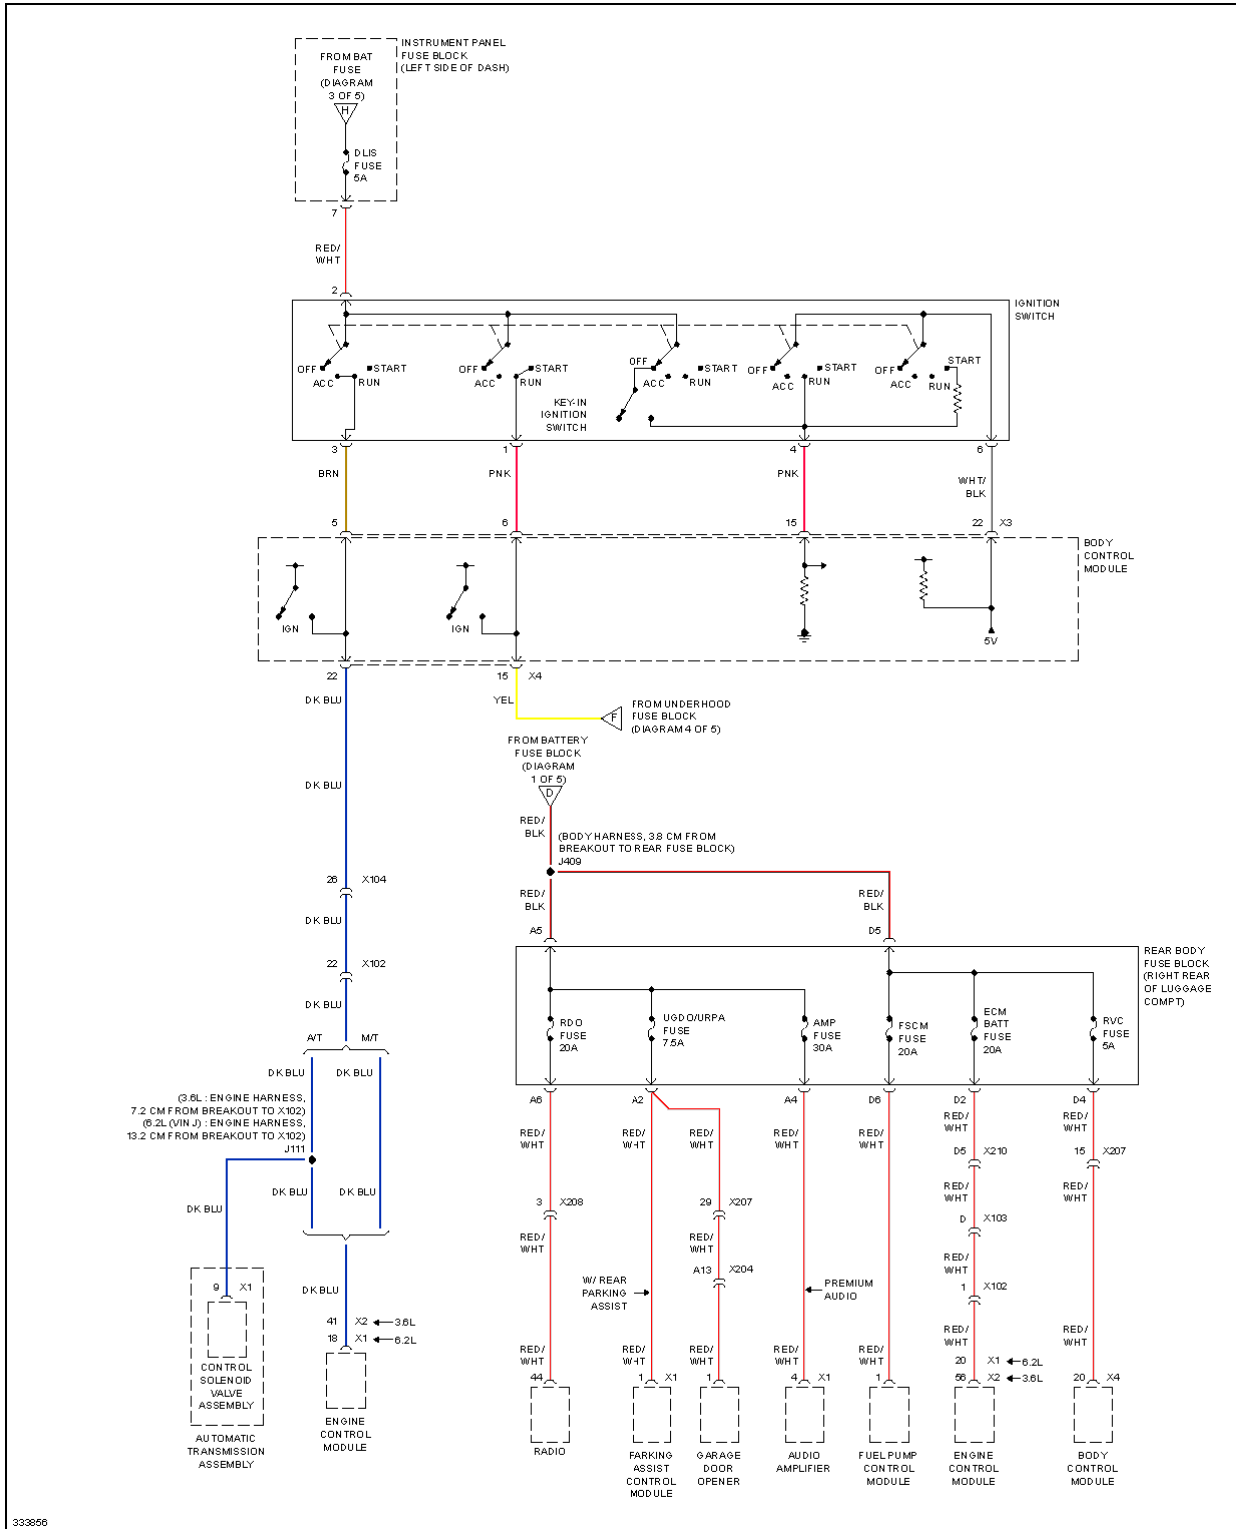 INSTRUMENT PANEL
FUSE BLOCK
(LEFT SIDE OF DASH)
FROM BAT
FUSE
(DIAGRAM
3 OF 5)
H
DLIS
FUSE
5A
7
RED/
WHT
2
IGNITION
SWITCH
OFF
ACC
RUN
START
OFF
ACC
RUN
START
OFF
ACC
RUN
START
OFF
ACC
RUN
START
OFF
ACC
RUN
START
KEY-IN
IGNITION
SWITCH
3
1
4
6
BRN
PNK
PNK
WHT/
BLK
5
6
15
22
X3
BODY
CONTROL
MODULE
IGN
IGN
5V
22
15
X4
DK BLU
YEL
F
FROM UNDERHOOD
FUSE BLOCK
(DIAGRAM 4 OF 5)
FROM BATTERY
FUSE BLOCK
(DIAGRAM
1 OF 5)
D
DK BLU
RED/
BLK
(BODY HARNESS, 3.8 CM FROM
BREAKOUT TO REAR FUSE BLOCK)
J409
26
X104
RED/
BLK
RED/
BLK
DK BLU
A5
D5
REAR BODY
FUSE BLOCK
(RIGHT REAR
OF LUGGAGE
COMPT)
22
X102
DK BLU
RDO
FUSE
20A
UGDO/URPA
FUSE
7.5A
AMP
FUSE
30A
FSCM
FUSE
20A
ECM
BATT
FUSE
20A
RVC
FUSE
5A
A/T
M/T
DK BLU
DK BLU
(3.6L : ENGINE HARNESS,
7.2 CM FROM BREAKOUT TO X102)
(6.2L (VIN J) : ENGINE HARNESS,
13.2 CM FROM BREAKOUT TO X102)
J111
A6
A2
A4
D6
D2
D4
RED/
WHT
RED/
WHT
RED/
WHT
RED/
WHT
RED/
WHT
RED/
WHT
RED/
WHT
D5
X210
15
X207
DK BLU
DK BLU
DK BLU
RED/
WHT
RED/
WHT
3
X208
29
X207
D
X103
RED/
WHT
RED/
WHT
RED/
WHT
A13
X204
1
X102
W/ REAR
PARKING
ASSIST
PREMIUM
AUDIO
9
X1
DK BLU
41
X2
3.6L
18
X1
6.2L
RED/
WHT
RED/
WHT
RED/
WHT
RED/
WHT
RED/
WHT
RED/
WHT
RED/
WHT
20
X1
6.2L
44
1
X1
1
4
X1
1
56
X2
3.6L
20
X4
CONTROL
SOLENOID
VALVE
ASSEMBLY
AUTOMATIC
TRANSMISSION
ASSEMBLY
ENGINE
CONTROL
MODULE
RADIO
PARKING
ASSIST
CONTROL
MODULE
GARAGE
DOOR
OPENER
AUDIO
AMPLIFIER
FUEL PUMP
CONTROL
MODULE
ENGINE
CONTROL
MODULE
BODY
CONTROL
MODULE
333856